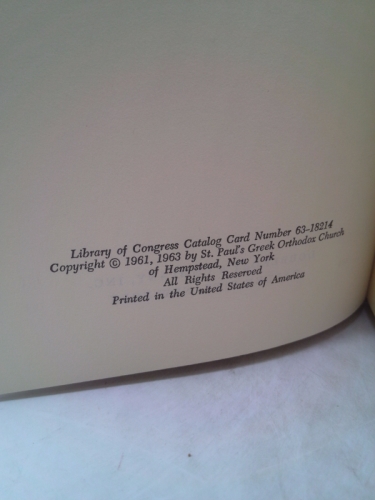 Library of Congress Catalog Card Number 63-18214
Copyright © 1961, 1963 by St. Paul's Greek Orthodox Church
of Hempstead, New York
All Rights Reserved
Printed in the United States of America